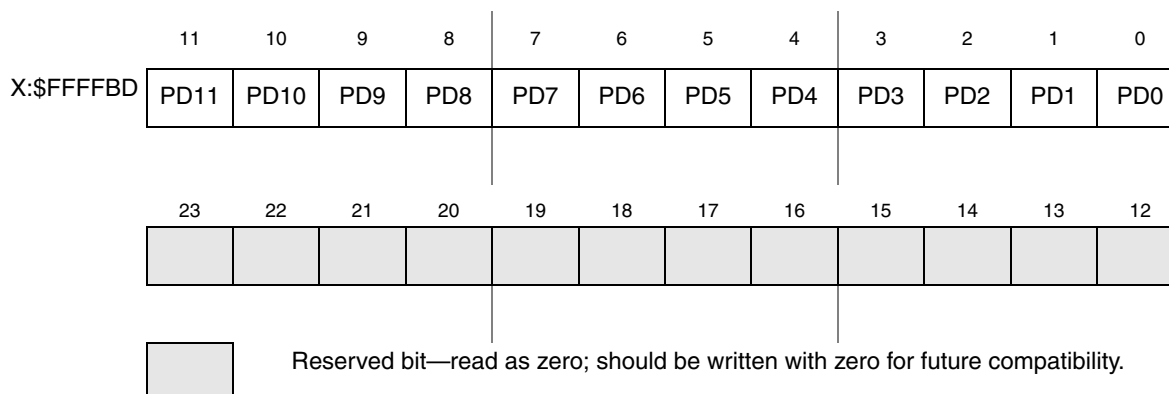 11 10 9 8 7 6 5 4 3 2 1 0
X:$FFFFBD PD11 PD10 PD9 PD8 PD7 PD6 PD5 PD4 PD3 PD2 PD1 PD0
23 22 21 20 19 18 17 16 15 14 13 12
Reserved bit—read as zero; should be written with zero for future compatibility.